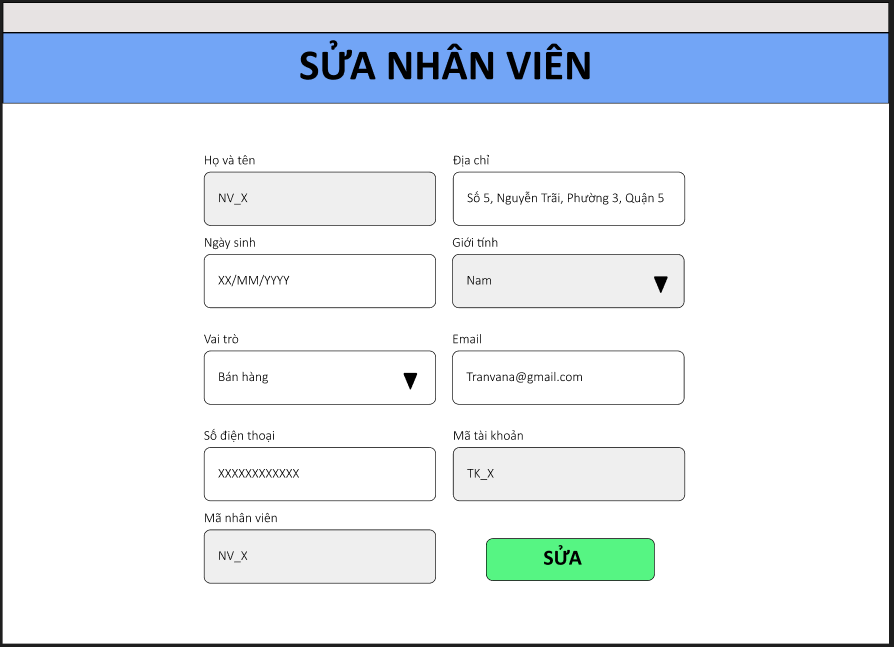 SỬA NHÂN VIÊN
Họ và tên
NV_X
Địa chỉ
Số 5, Nguyễn Trãi, Phường 3, Quận 5
Ngày sinh
XX/MM/YYYY
Giới tính
Nam
Vai trò
Bán hàng
Email
Tranvana@gmail.com
Số điện thoại
XXXXXXXXXXXX
Mã tài khoản
TK_X
Mã nhân viên
NV_X
SỬA